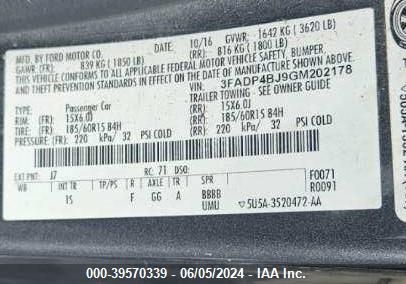 MFD. BY FORD MOTOR CO.
10/16 GVWR: 1642 KG ( 3620 LB)
GAWR: (FR) 839 KG ( 1850 LB) (RR) 816 KG ( 1800 LB)
THIS VEHICLE CONFORMS TO ALL APPLICABLE FEDERAL MOTOR VEHICLE SAFETY, BUMPER,
AND THEFT PREVENTION STANDARDS IN EFFECT ON THE DATE OF MANUFACTURE SHOWN ABOVE.
VIN: 3FADP4BJ9GM202178
TYPE: Passenger Car TRAILER TOWING - SEE OWNER GUIDE
RIM: (FR) 15X6.0J (RR) 15X6.0J
TIRE: (FR) 185/60R15 84H (RR) 185/60R15 84H
PRESSURE: (FR) 220 kPa/ 32 PSI COLD (RR) 220 kPa/ 32 PSI COLD
EXT PNT: J7 RC: 71 DSO: F0071
WB INT TR TP/PS R AXLE TR SPR R0091
IS F GG A BBBB
UMU 5U5A-3520472-AA
000-39570339 - 06/05/2024 - IAA Inc.